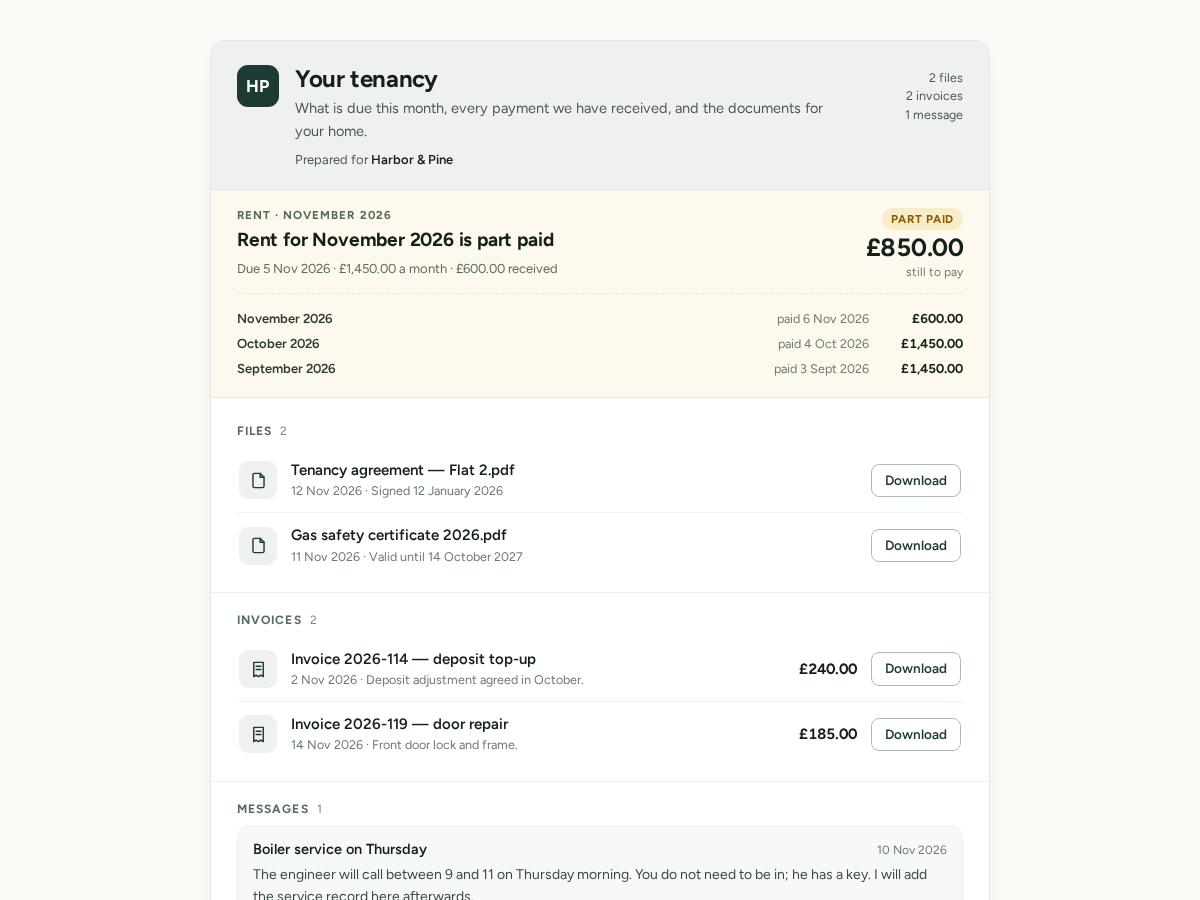 HP
Your tenancy
What is due this month, every payment we have received, and the documents for
your home.
Prepared for Harbor & Pine
2 files
2 invoices
1 message
RENT · NOVEMBER 2026
Rent for November 2026 is part paid
Due 5 Nov 2026 · £1,450.00 a month · £600.00 received
PART PAID
£850.00
still to pay
November 2026 paid 6 Nov 2026 £600.00
October 2026 paid 4 Oct 2026 £1,450.00
September 2026 paid 3 Sept 2026 £1,450.00
FILES 2
Tenancy agreement — Flat 2.pdf
12 Nov 2026 · Signed 12 January 2026
Download
Gas safety certificate 2026.pdf
11 Nov 2026 · Valid until 14 October 2027
Download
INVOICES 2
Invoice 2026-114 — deposit top-up
2 Nov 2026 · Deposit adjustment agreed in October.
£240.00 Download
Invoice 2026-119 — door repair
14 Nov 2026 · Front door lock and frame.
£185.00 Download
MESSAGES 1
Boiler service on Thursday 10 Nov 2026
The engineer will call between 9 and 11 on Thursday morning. You do not need to be in; he has a key. I will add
the service record here afterwards.